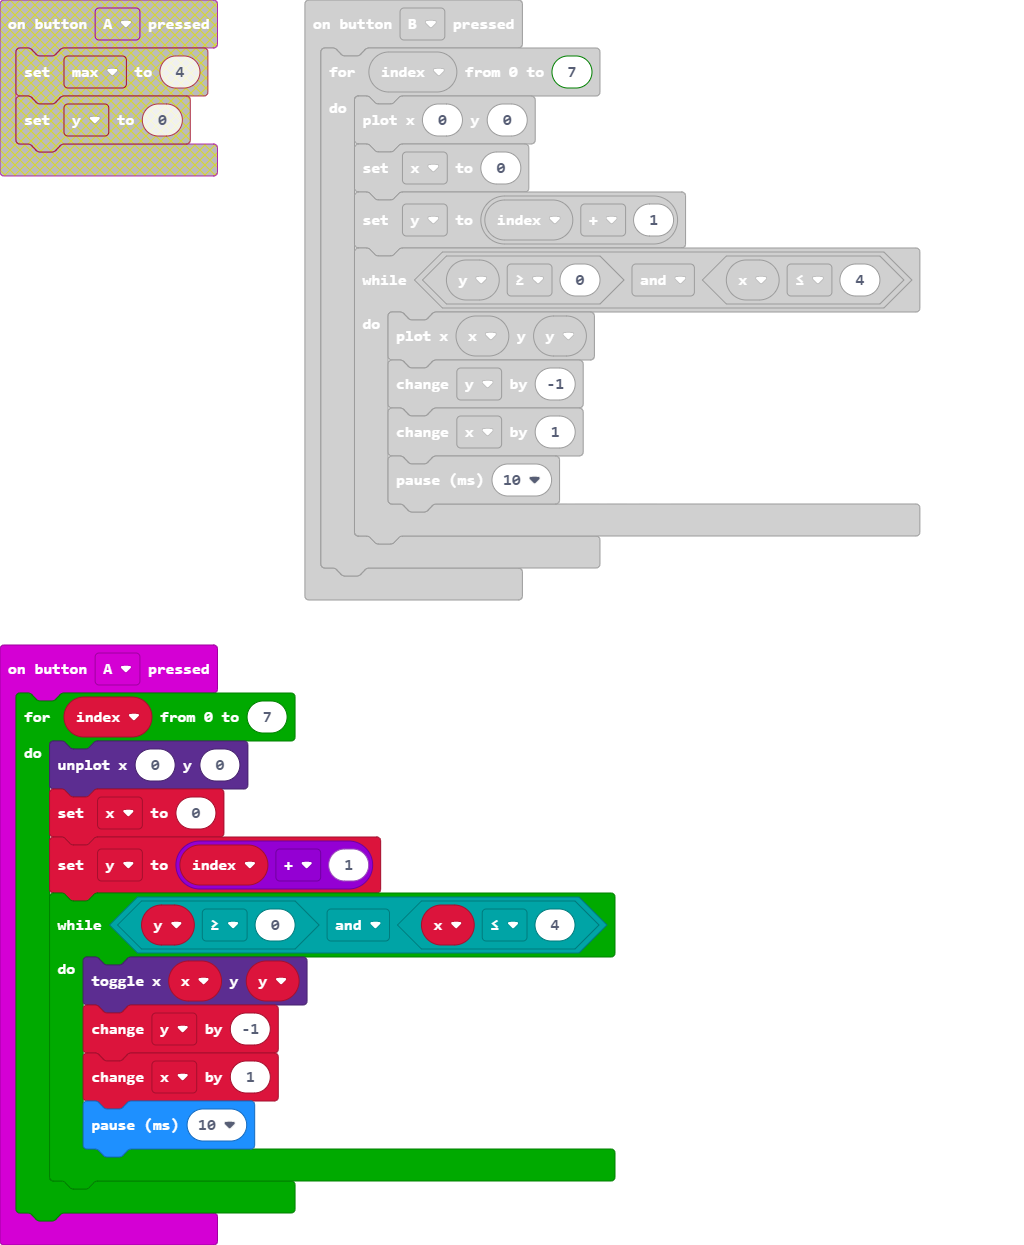 on button A pressed
set max to 4
set y to 0
on button B pressed
for index from 0 to 7
do
plot x 0 y 0
set x to 0
set y to index + 1
while y ≥ 0 and x ≤ 4
do
plot x x y y
change y by -1
change x by 1
pause (ms) 10
on button A pressed
for index from 0 to 7
do
unplot x 0 y 0
set x to 0
set y to index + 1
while y ≥ 0 and x ≤ 4
do
toggle x x y y
change y by -1
change x by 1
pause (ms) 10